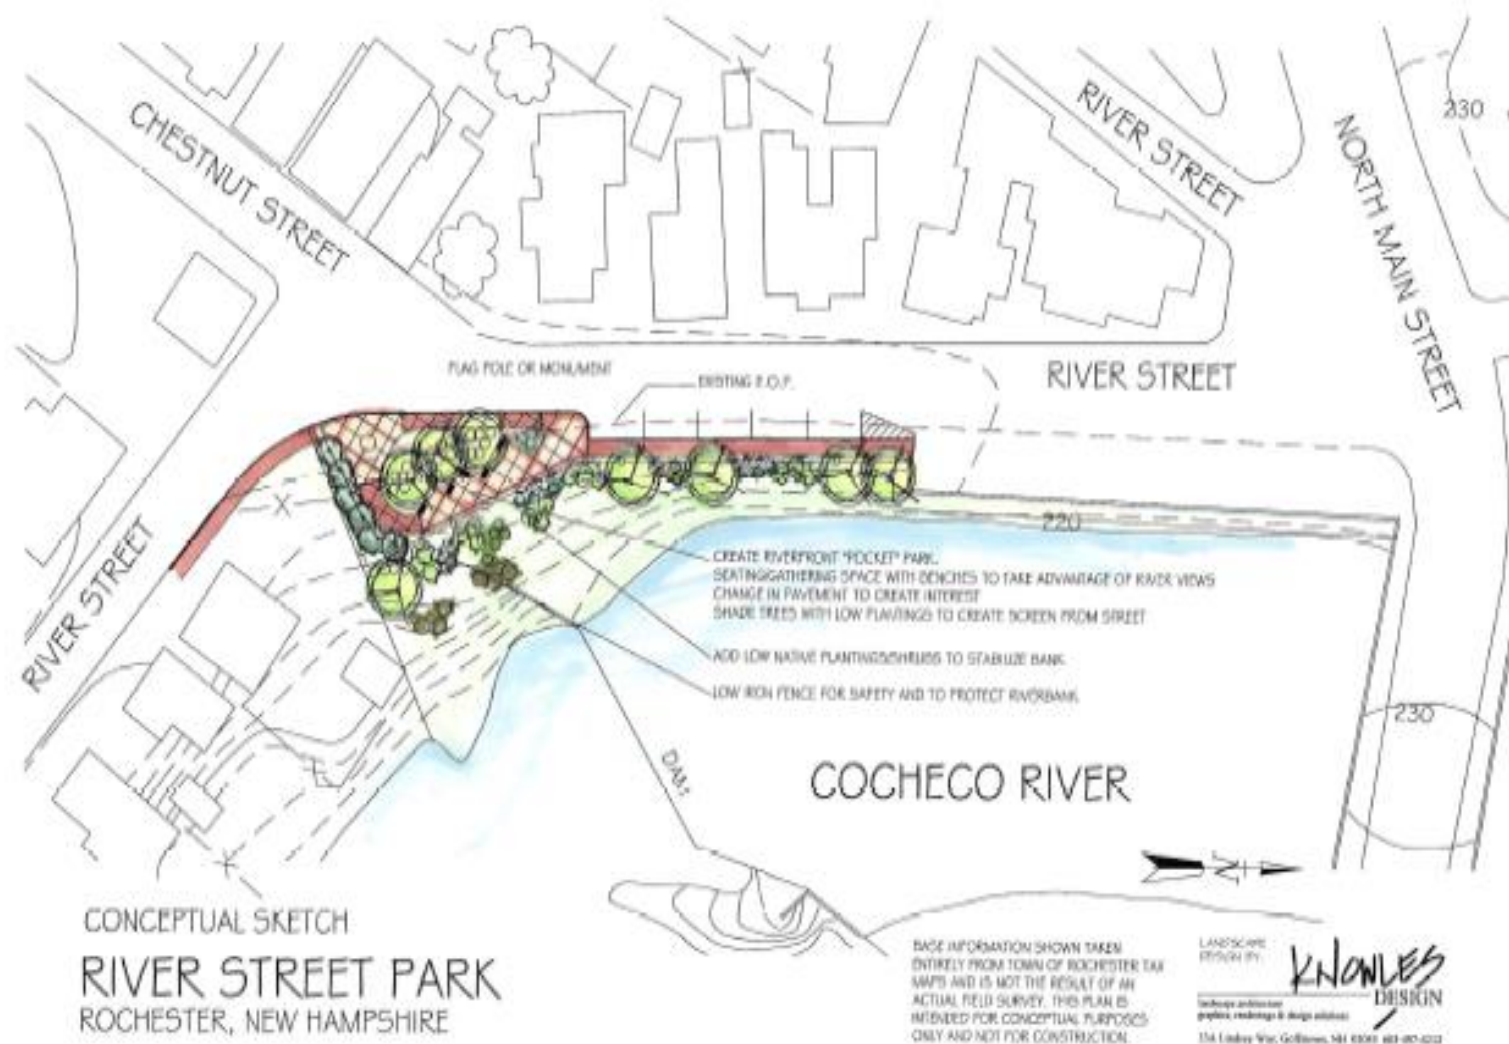 CHESTNUT STREET
RIVER STREET
NORTH MAIN STREET
230
FLAG POLE OR MONUMENT
EXISTING E.O.P.
RIVER STREET
220
RIVER STREET
CREATE RIVERFRONT "POCKET" PARK.
SEATING/GATHERING SPACE WITH BENCHES TO TAKE ADVANTAGE OF RIVER VIEWS
CHANGE IN PAVEMENT TO CREATE INTEREST
SHADE TREES WITH LOW PLANTINGS TO CREATE SCREEN FROM STREET
ADD LOW NATIVE PLANTINGS/SHRUBS TO STABILIZE BANK
LOW IRON FENCE FOR SAFETY AND TO PROTECT RIVERBANK
230
DAM
COCHECO RIVER
N
CONCEPTUAL SKETCH
RIVER STREET PARK
ROCHESTER, NEW HAMPSHIRE
BASE INFORMATION SHOWN TAKEN
ENTIRELY FROM TOWN OF ROCHESTER TAX
MAPS AND IS NOT THE RESULT OF AN
ACTUAL FIELD SURVEY. THIS PLAN IS
INTENDED FOR CONCEPTUAL PURPOSES
ONLY AND NOT FOR CONSTRUCTION.
LANDSCAPE
DESIGN BY:
KNOWLES
DESIGN
landscape architecture
graphics, renderings & design solutions